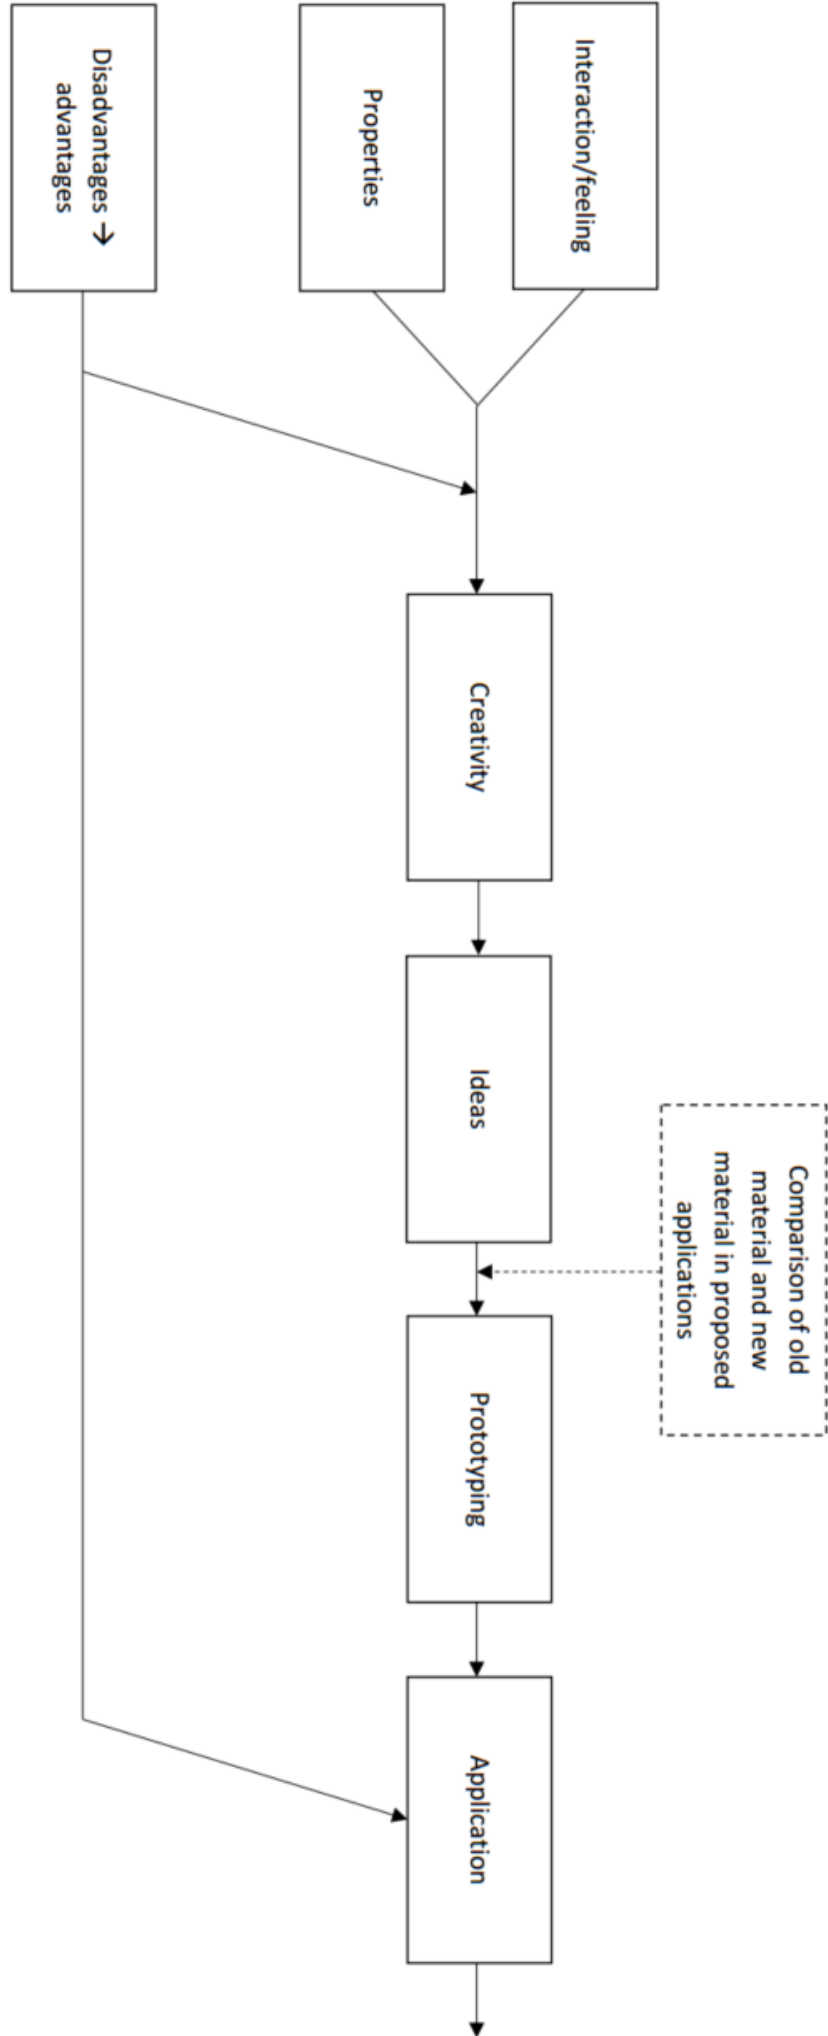 Interaction/feeling
Properties
Disadvantages →
advantages
Creativity
Ideas
Comparison of old
material and new
material in proposed
applications
Prototyping
Application